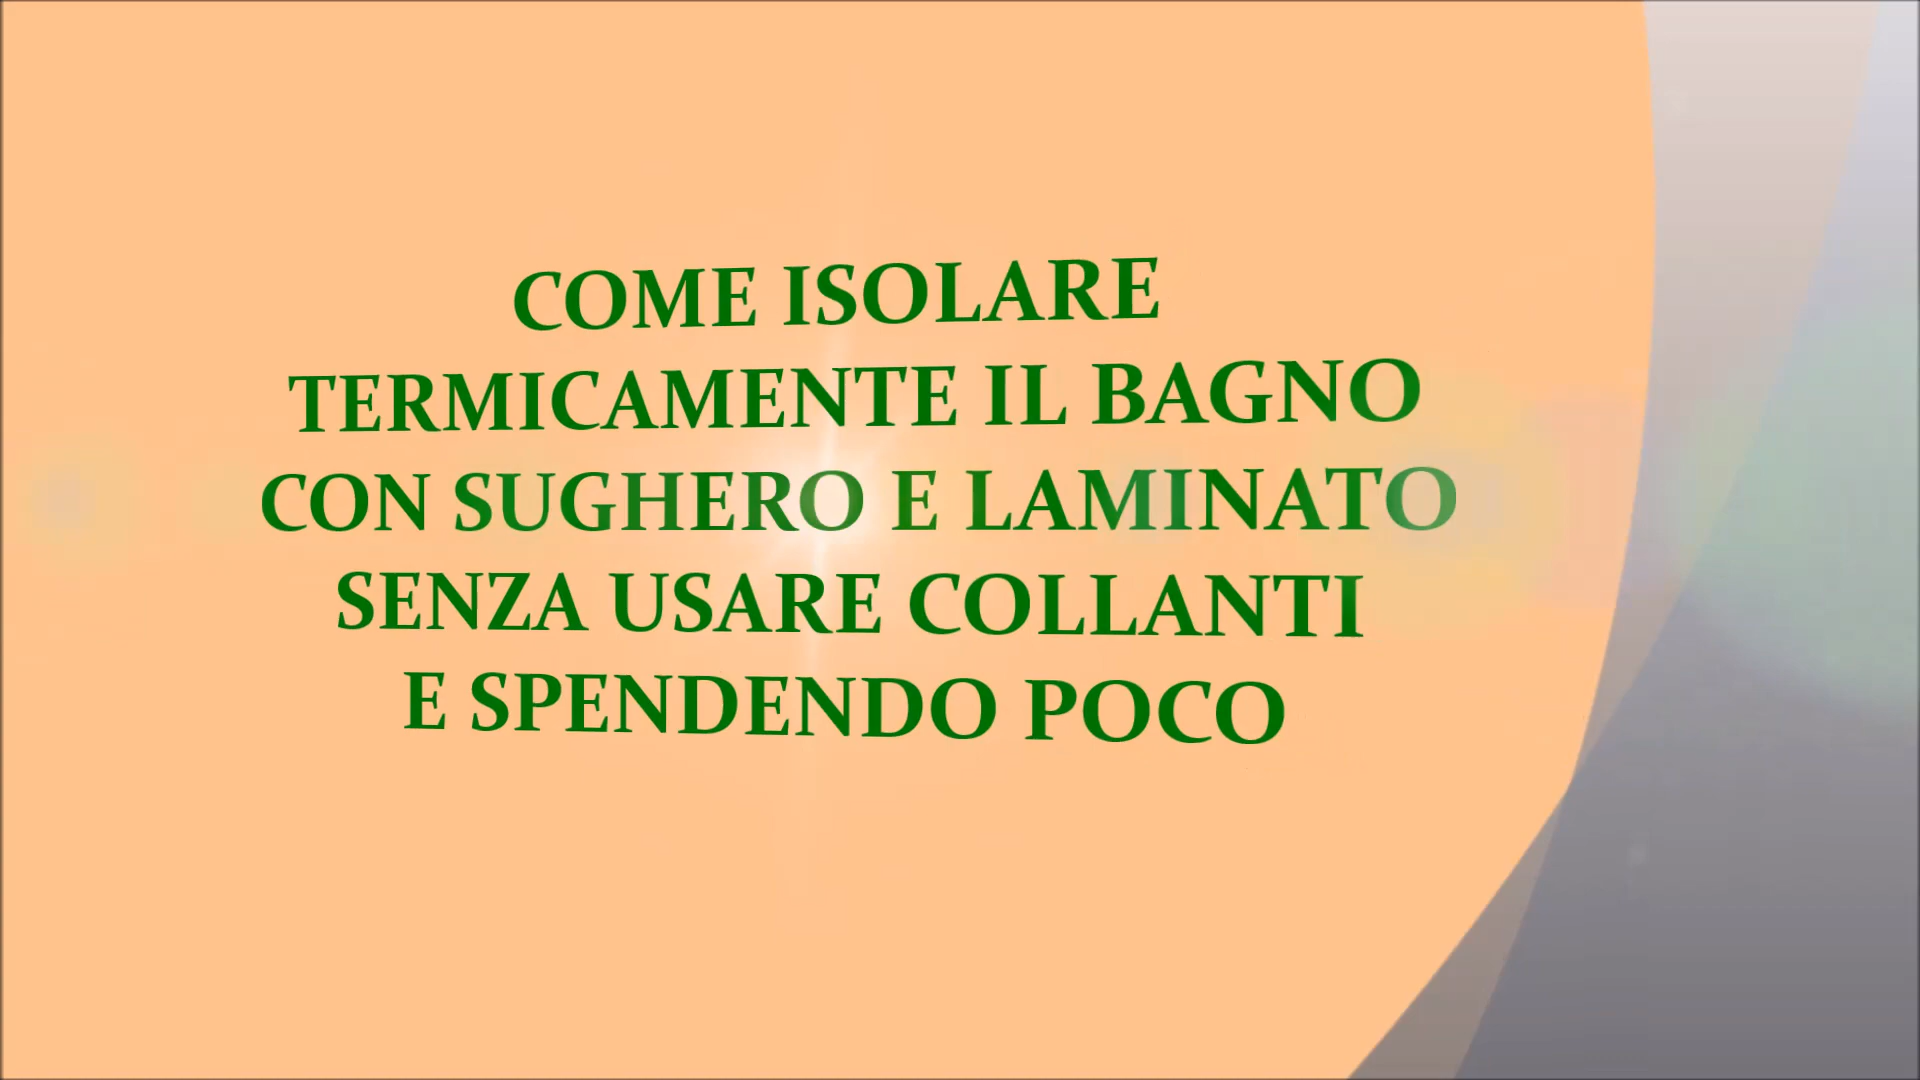 COME ISOLARE
TERMICAMENTE IL BAGNO
CON SUGHERO E LAMINATO
SENZA USARE COLLANTI
E SPENDENDO POCO